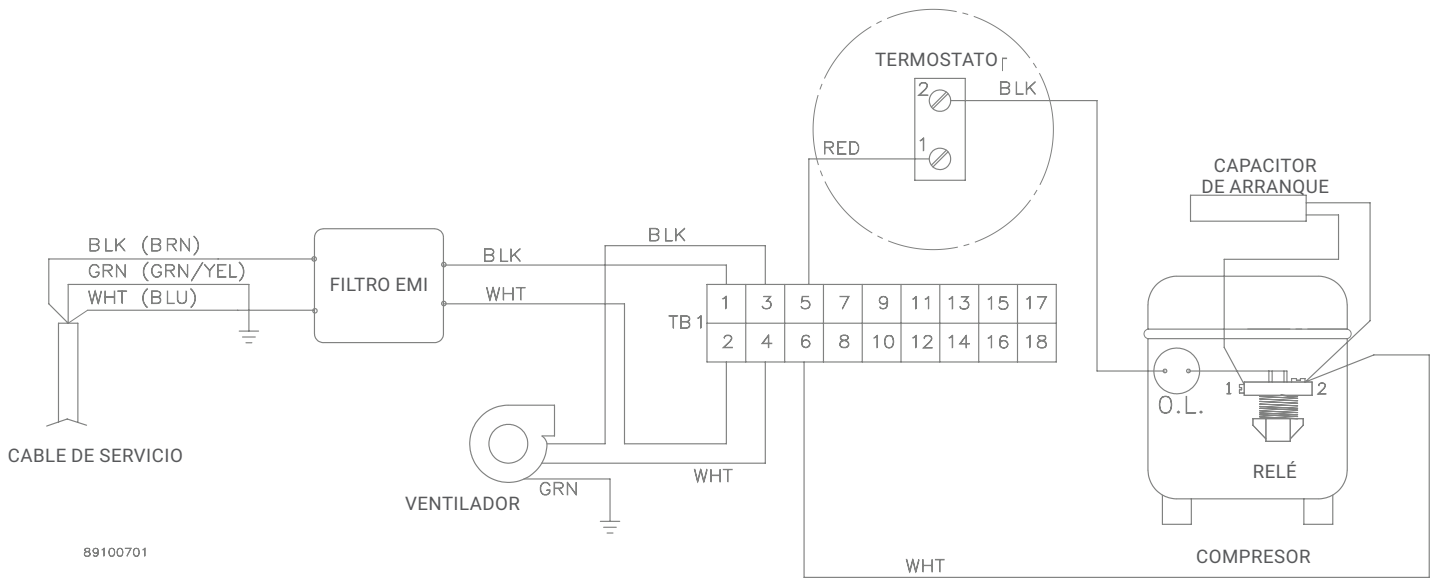 TERMOSTATO
2
BLK
1
RED
CAPACITOR
DE ARRANQUE
BLK (BRN)
GRN (GRN/YEL)
WHT (BLU)
FILTRO EMI
BLK
WHT
BLK
TB 1
1 3 5 7 9 11 13 15 17
2 4 6 8 10 12 14 16 18
O.L.
1
2
RELÉ
COMPRESOR
CABLE DE SERVICIO
VENTILADOR
GRN
WHT
89100701
WHT